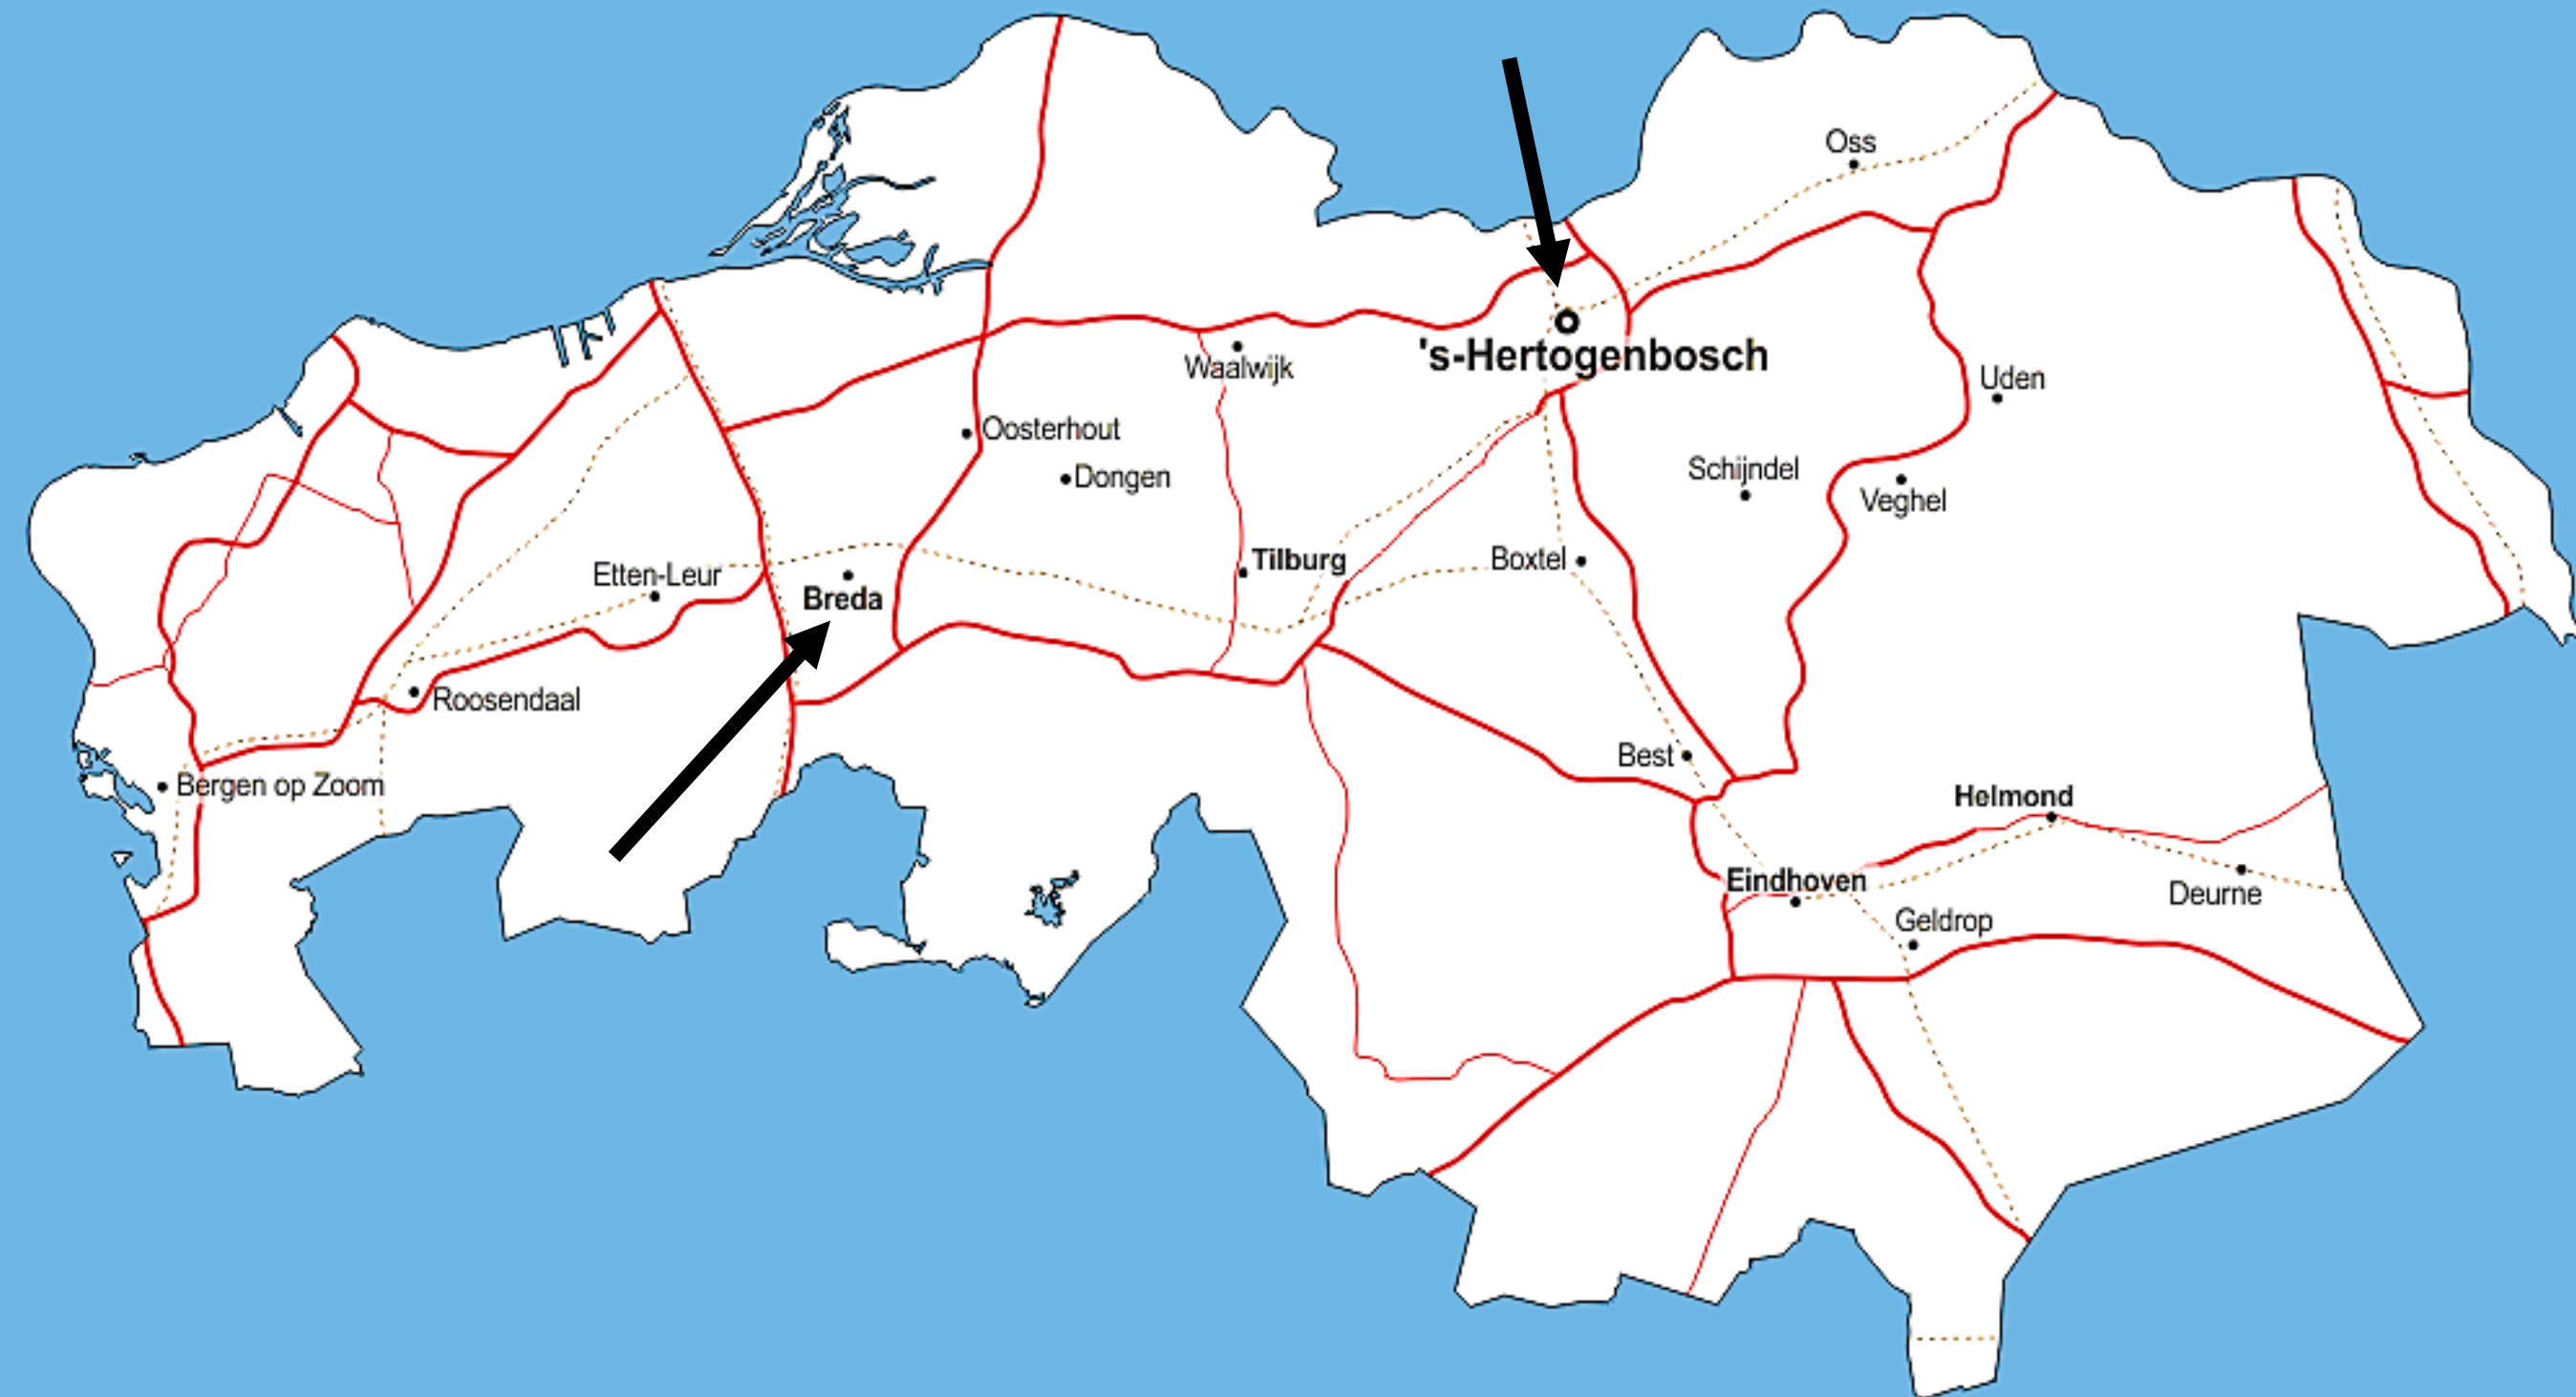 Oss
Waalwijk
's-Hertogenbosch
Uden
Oosterhout
Dongen
Schijndel
Veghel
Etten-Leur
Breda
Tilburg
Boxtel
Roosendaal
Best
Bergen op Zoom
Helmond
Eindhoven
Deurne
Geldrop